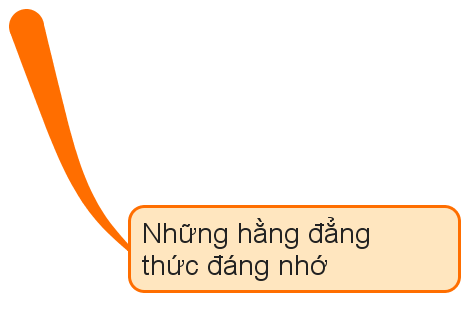 Những hằng đẳng
thức đáng nhớ